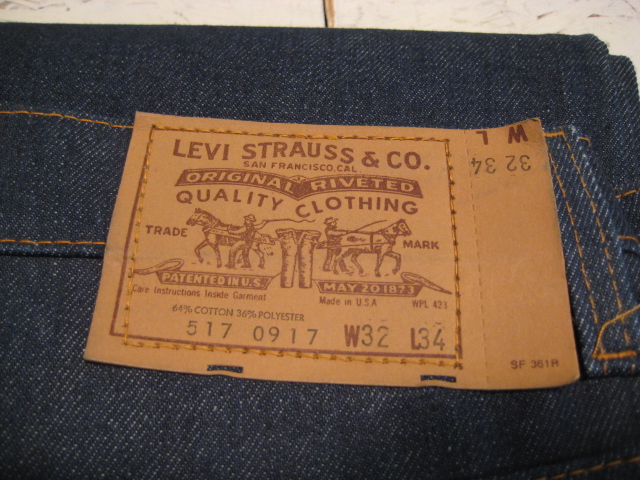 LEVI STRAUSS & CO.
SAN FRANCISCO, CAL.
ORIGINAL RIVETED
QUALITY CLOTHING
TRADE MARK
PATENTED IN U.S. MAY 20 1873
Care Instructions Inside Garment Made in U.S.A WPL 423
64% COTTON 36% POLYESTER
517 0917 W32 L34
W L
32 34
SF 361R